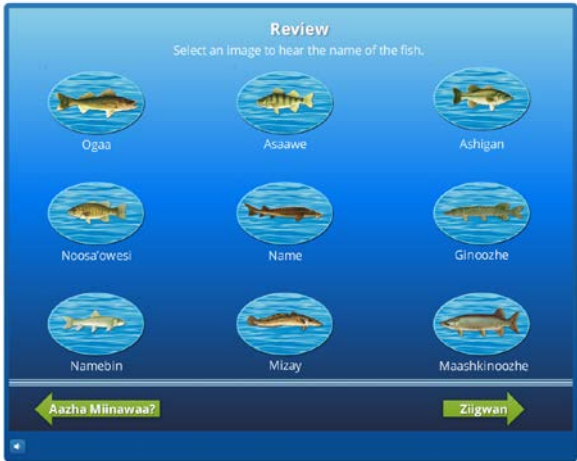 Review
Select an image to hear the name of the fish.
Ogaa
Asaawe
Ashigan
Noosa'owesi
Name
Ginoozhe
Namebin
Mizay
Maashkinoozhe
Aazha Miinawaa?
Ziigwan